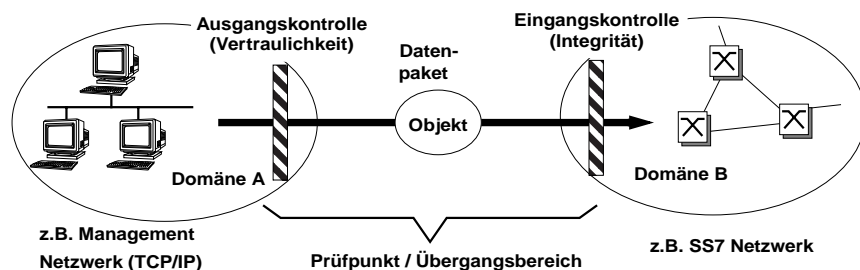 Ausgangskontrolle
(Vertraulichkeit)
Daten-
paket
Eingangskontrolle
(Integrität)
Objekt
Domäne A
Domäne B
z.B. Management
Netzwerk (TCP/IP)
Prüfpunkt / Übergangsbereich
z.B. SS7 Netzwerk